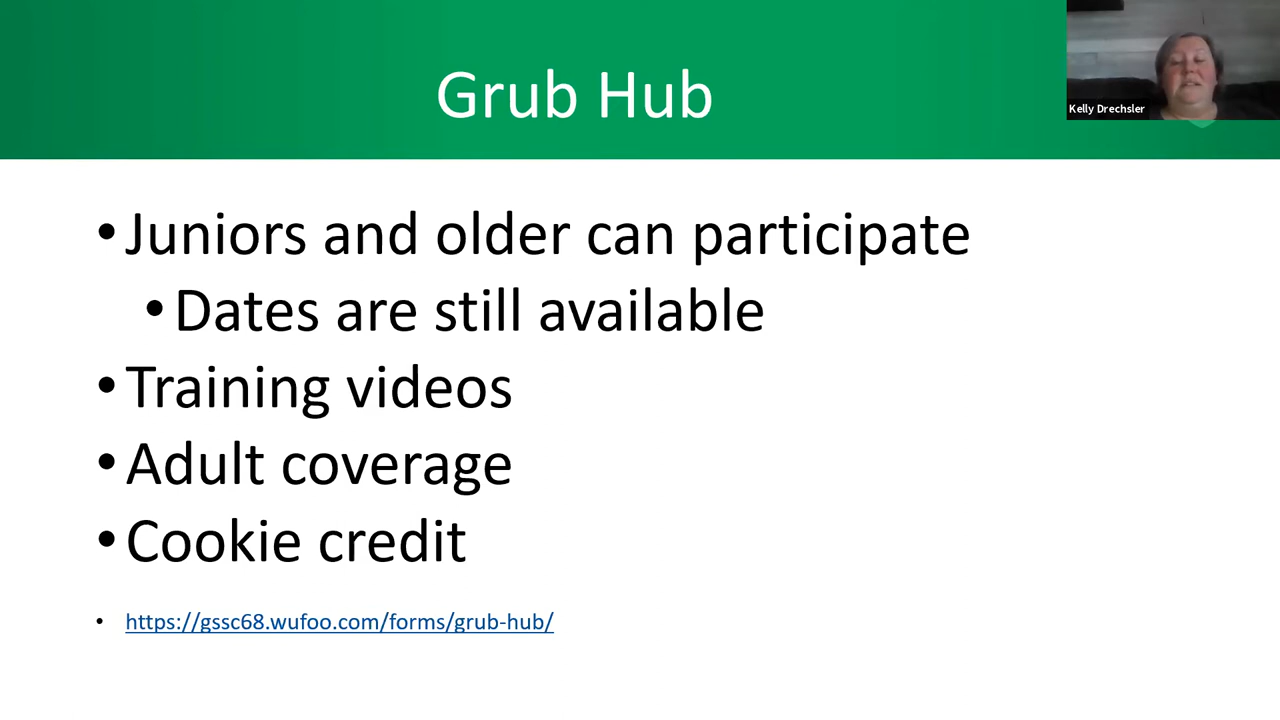 Grub Hub
Kelly Drechsler
•Juniors and older can participate
•Dates are still available
•Training videos
•Adult coverage
•Cookie credit
• https://gssc68.wufoo.com/forms/grub-hub/